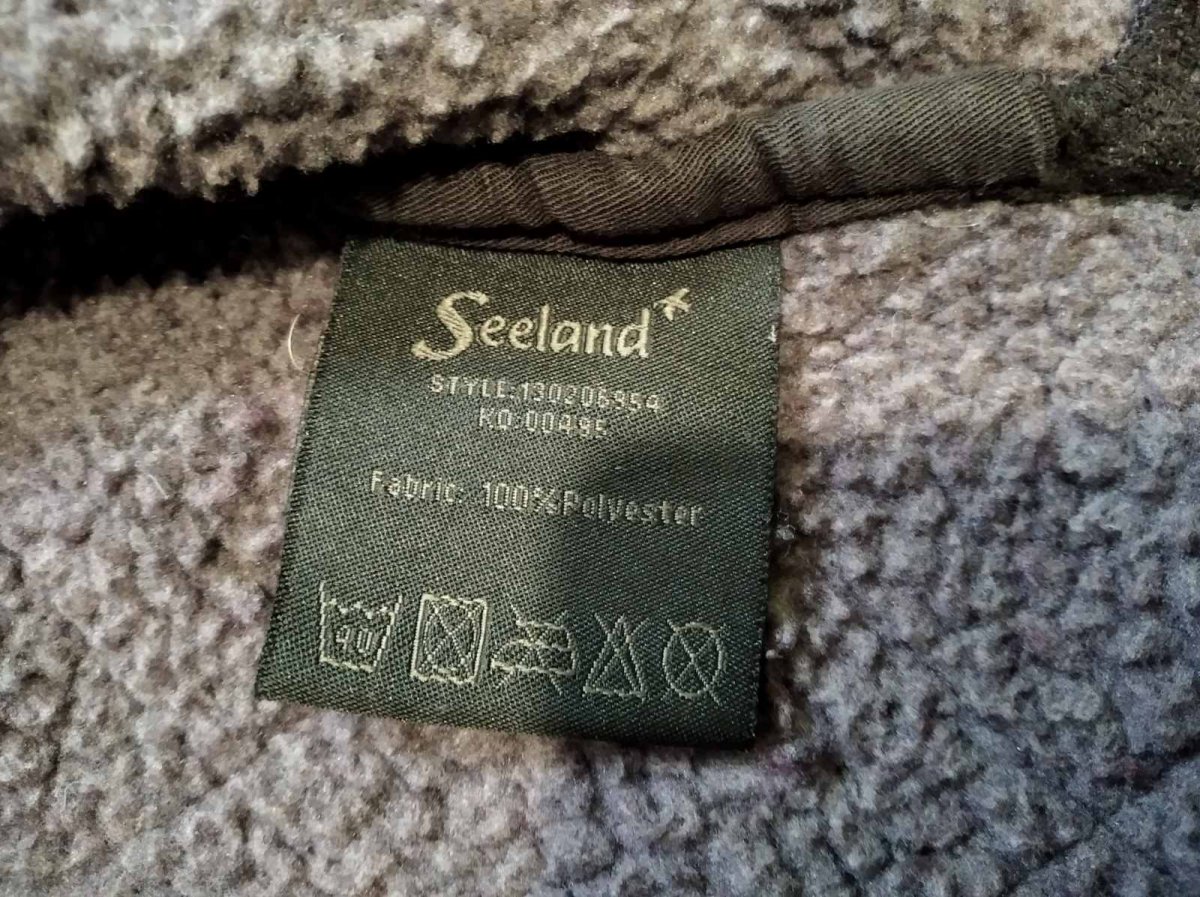 Seeland
STYLE:130206954
KO-00495
Fabric: 100%Polyester
40